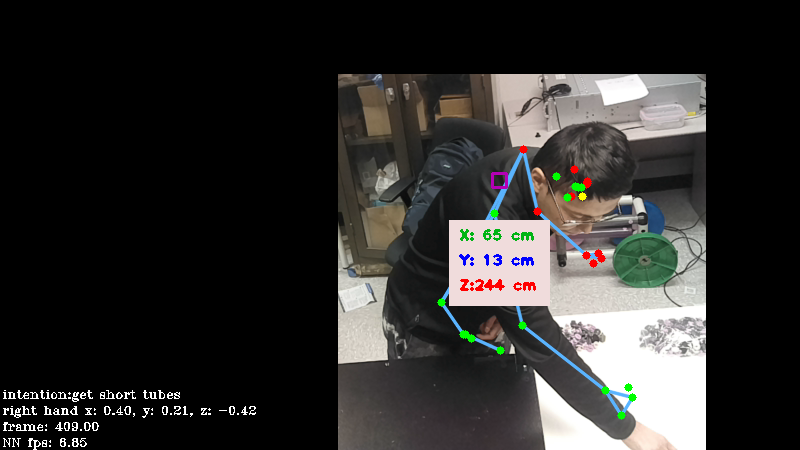 X: 65 cm
Y: 13 cm
Z:244 cm
intention:get short tubes
right hand x: 0.40, y: 0.21, z: -0.42
frame: 409.00
NN fps: 6.85